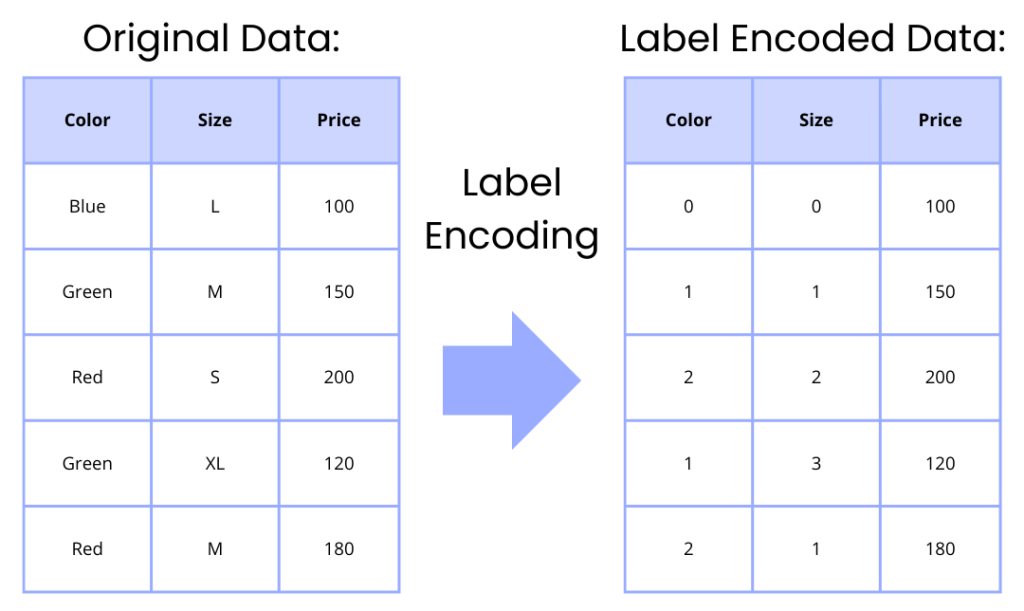 Original Data:
Color Size Price
Blue L 100
Green M 150
Red S 200
Green XL 120
Red M 180
Label
Encoding
Label Encoded Data:
Color Size Price
0 0 100
1 1 150
2 2 200
1 3 120
2 1 180